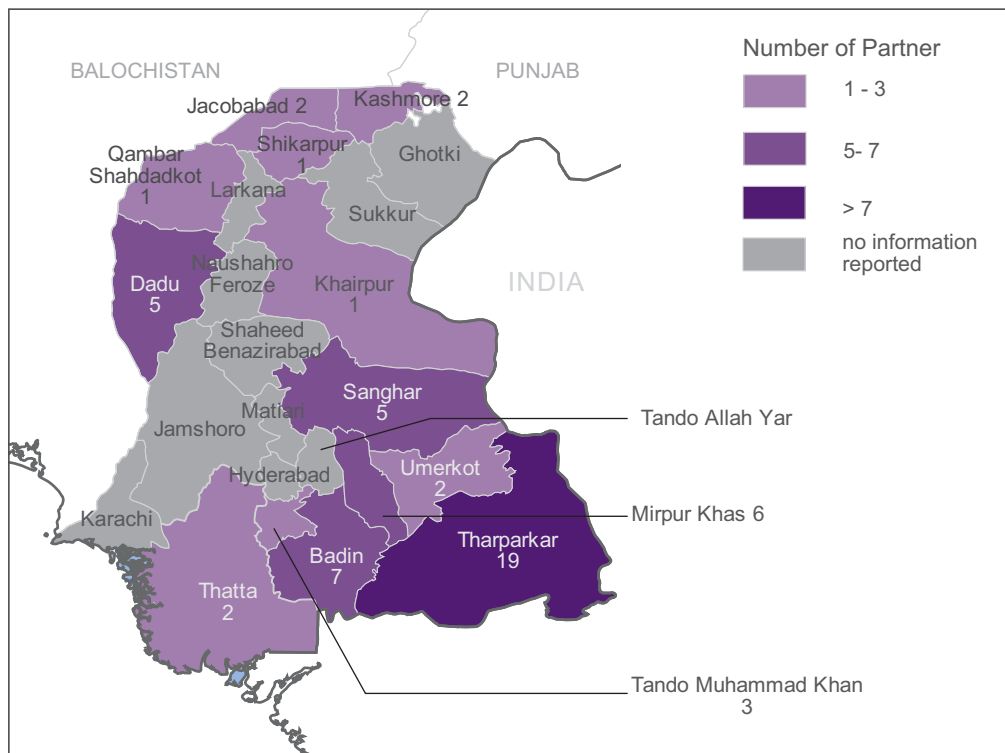 BALOCHISTAN
PUNJAB
Number of Partner
1 - 3
5- 7
> 7
no information
reported
Jacobabad 2
Kashmore 2
Shikarpur
1
Ghotki
Qambar
Shahdadkot
1
Larkana
Sukkur
Naushahro
Feroze
Dadu
5
Khairpur
1
INDIA
Shaheed
Benazirabad
Sanghar
5
Matiari
Jamshoro
Tando Allah Yar
Hyderabad
Umerkot
2
Karachi
Mirpur Khas 6
Badin
7
Tharparkar
19
Thatta
2
Tando Muhammad Khan
3